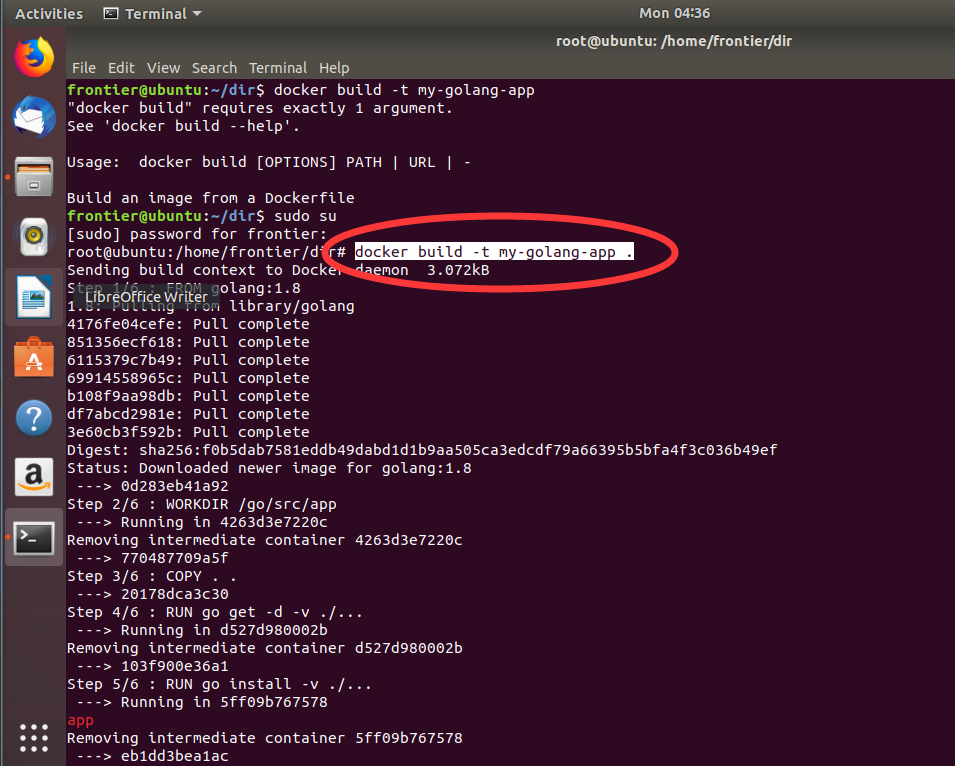 Activities
Terminal
Mon 04:36
root@ubuntu: /home/frontier/dir
File Edit View Search Terminal Help
frontier@ubuntu:~/dir$ docker build -t my-golang-app
"docker build" requires exactly 1 argument.
See 'docker build --help'.
Usage:  docker build [OPTIONS] PATH | URL | -
Build an image from a Dockerfile
frontier@ubuntu:~/dir$ sudo su
[sudo] password for frontier:
root@ubuntu:/home/frontier/dir# docker build -t my-golang-app .
Sending build context to Docker daemon  3.072kB
Step 1/6 : FROM golang:1.8
LibreOffice Writer
1.8: Pulling from library/golang
4176fe04cefe: Pull complete
851356ecf618: Pull complete
6115379c7b49: Pull complete
69914558965c: Pull complete
b108f9aa98db: Pull complete
df7abcd2981e: Pull complete
3e60cb3f592b: Pull complete
Digest: sha256:f0b5dab7581eddb49dabd1d1b9aa505ca3edcdf79a66395b5bfa4f3c036b49ef
Status: Downloaded newer image for golang:1.8
 ---> 0d283eb41a92
Step 2/6 : WORKDIR /go/src/app
 ---> Running in 4263d3e7220c
Removing intermediate container 4263d3e7220c
 ---> 770487709a5f
Step 3/6 : COPY . .
 ---> 20178dca3c30
Step 4/6 : RUN go get -d -v ./...
 ---> Running in d527d980002b
Removing intermediate container d527d980002b
 ---> 103f900e36a1
Step 5/6 : RUN go install -v ./...
 ---> Running in 5ff09b767578
app
Removing intermediate container 5ff09b767578
 ---> eb1dd3bea1ac